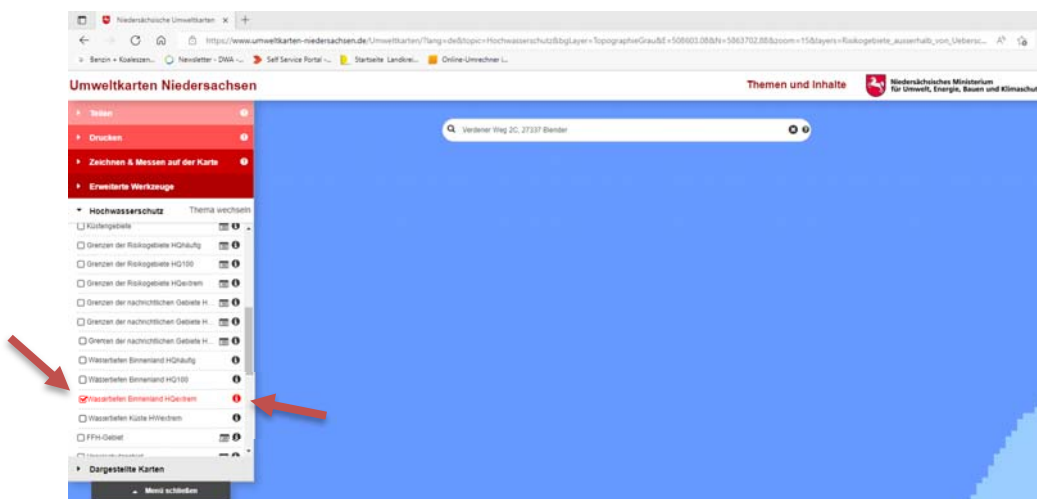 Niedersächsische Umweltkarten
https://www.umweltkarten-niedersachsen.de/Umweltkarten/?lang=de&topic=Hochwasserschutz&bgLayer=TopographieGrau&E=508603.08&N=5863702.88&zoom=15&layers=Risikogebiete_ausserhalb_von_Uebersc...
Benzin + Koaleszen... Newsletter - DWA -... Self Service Portal -... Startseite Landkrei... Online-Umrechner i...
Umweltkarten Niedersachsen
Themen und Inhalte
Niedersächsisches Ministerium
für Umwelt, Energie, Bauen und Klimaschut
Teilen
Drucken
Zeichnen & Messen auf der Karte
Erweiterte Werkzeuge
Hochwasserschutz Thema wechseln
Küstengebiete
Grenzen der Risikogebiete HQhäufig
Grenzen der Risikogebiete HQ100
Grenzen der Risikogebiete HQextrem
Grenzen der nachrichtlichen Gebiete H...
Grenzen der nachrichtlichen Gebiete H...
Grenzen der nachrichtlichen Gebiete H...
Wassertiefen Binnenland HQhäufig
Wassertiefen Binnenland HQ100
Wassertiefen Binnenland HQextrem
Wassertiefen Küste HWextrem
FFH-Gebiet
Dargestellte Karten
Menü schließen
Verdener Weg 2C, 27337 Blender